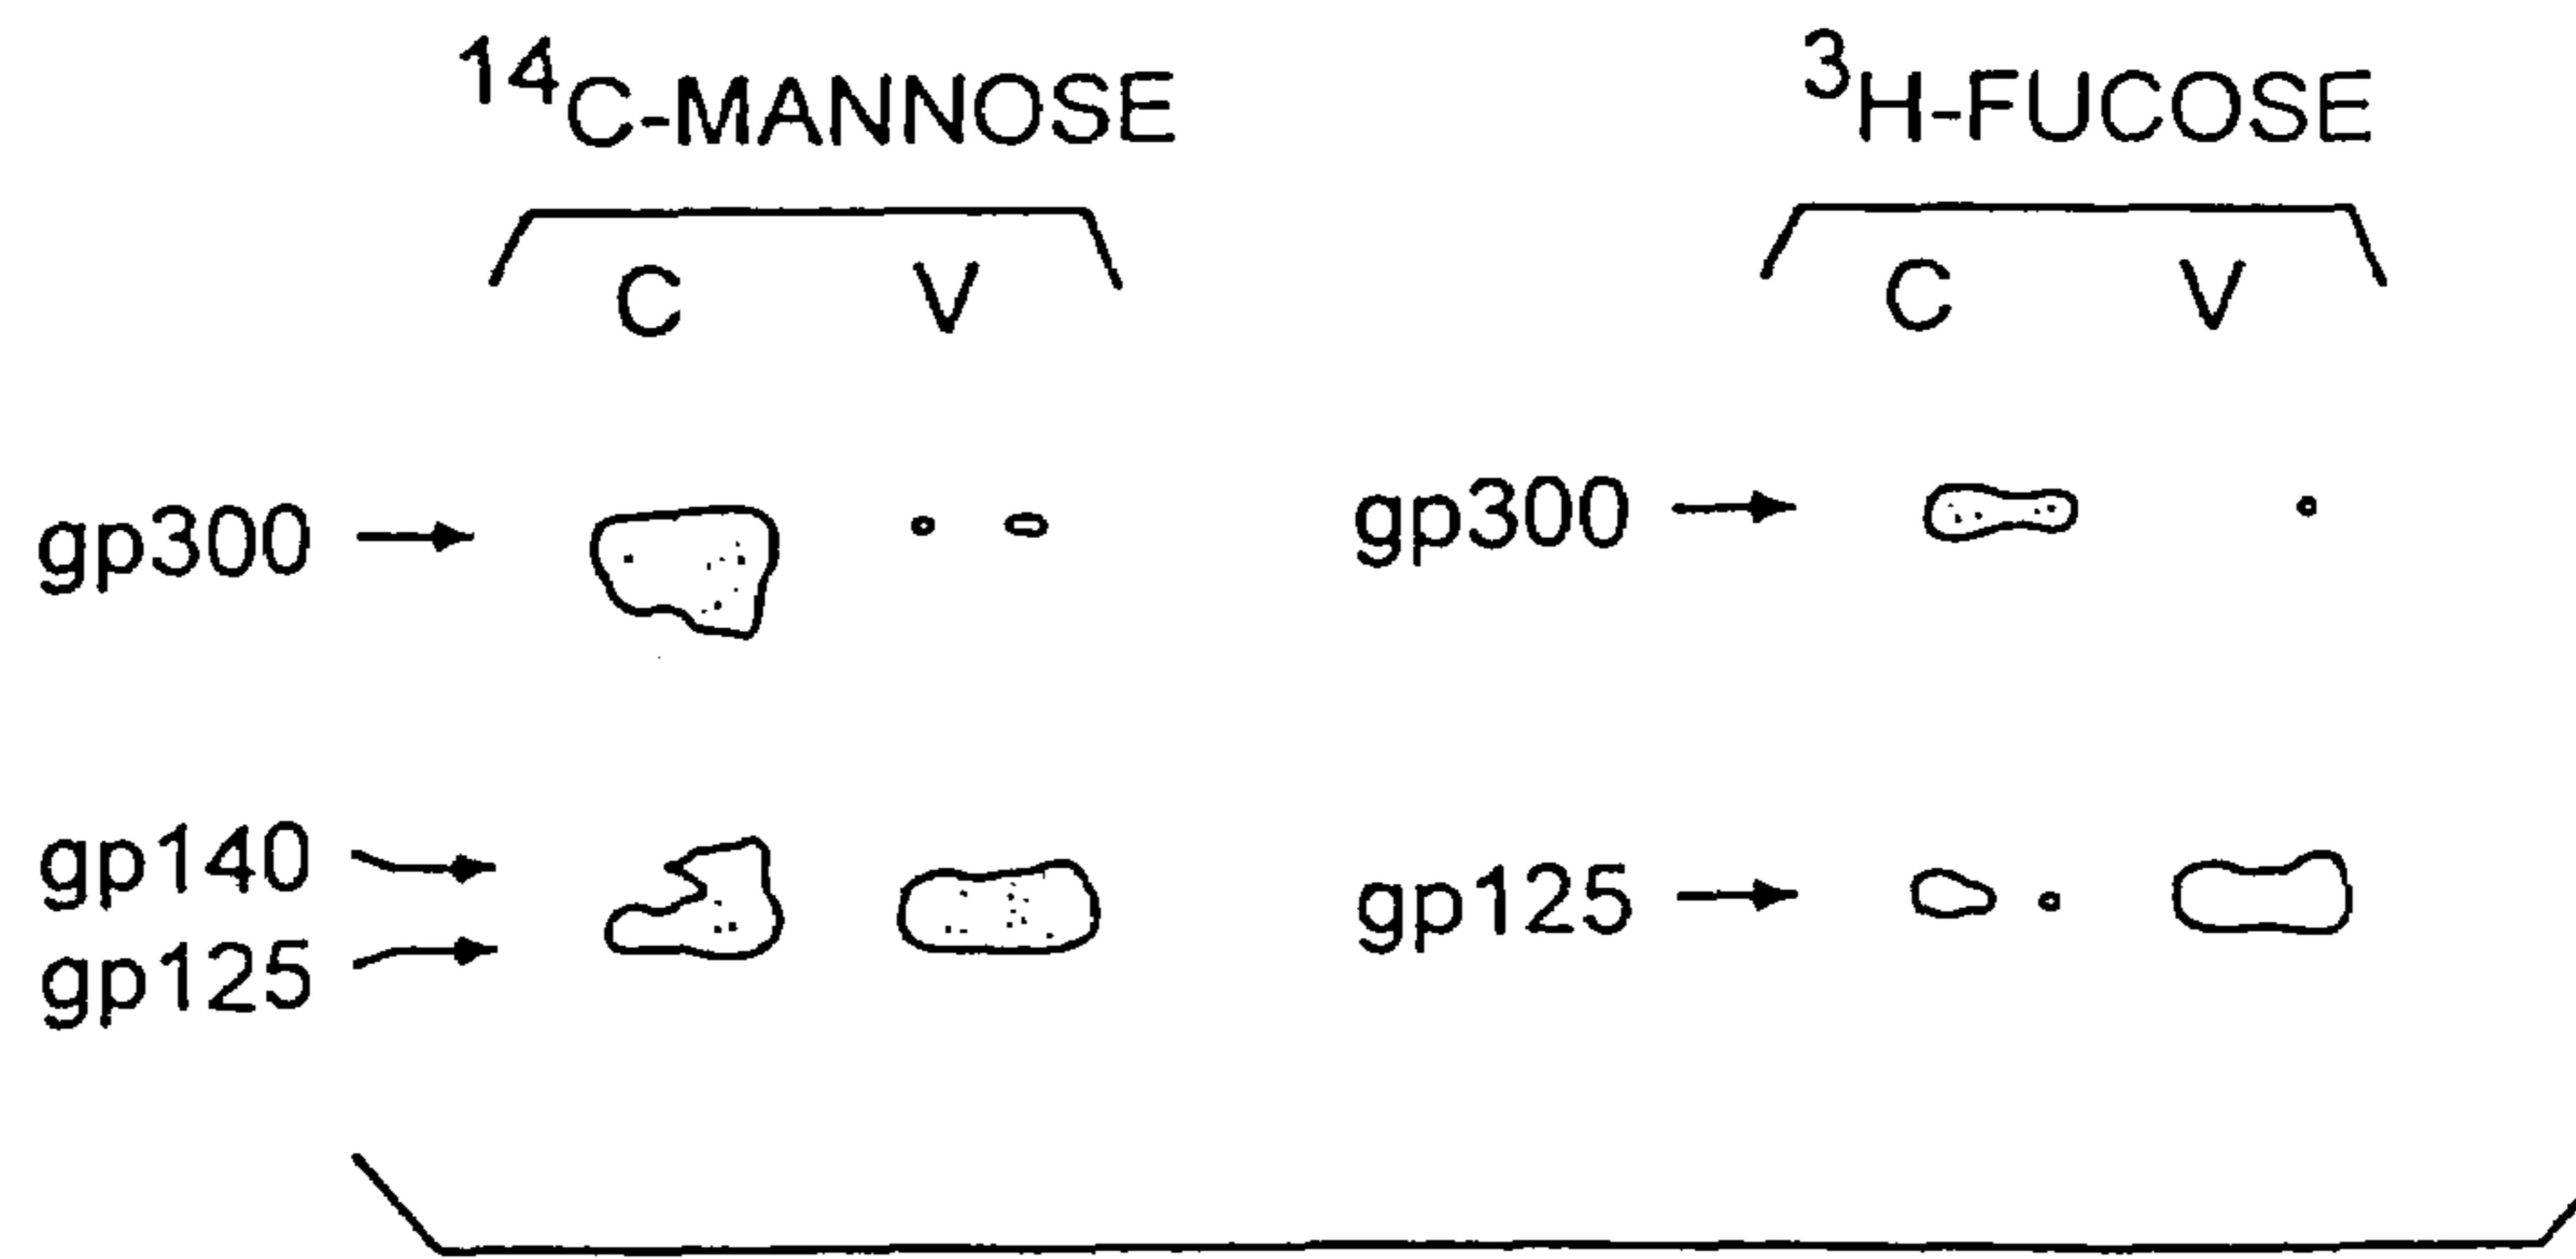 ¹⁴C-MANNOSE ³H-FUCOSE
C V C V
gp300 gp300
gp140
gp125 gp125